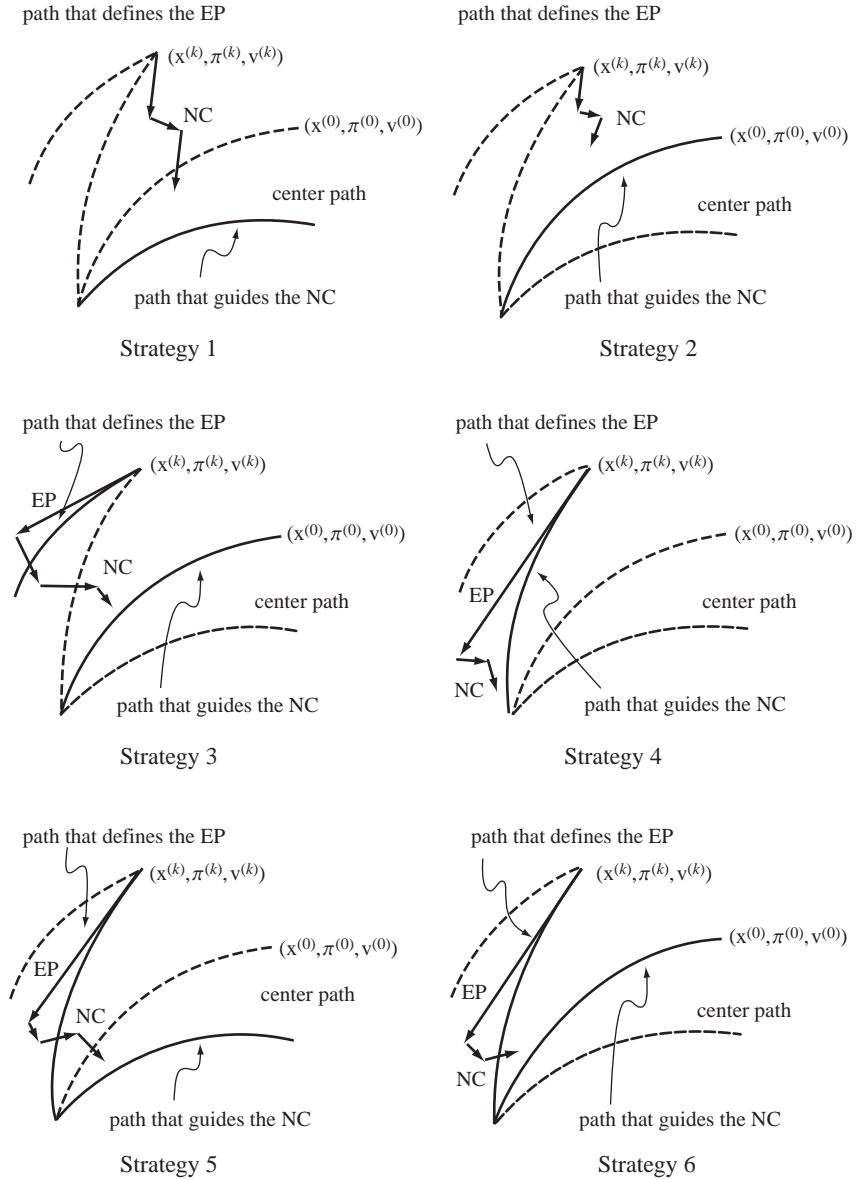 path that defines the EP
(x^(k), π^(k), v^(k))
NC
(x^(0), π^(0), v^(0))
center path
path that guides the NC
Strategy 1
path that defines the EP
(x^(k), π^(k), v^(k))
NC
(x^(0), π^(0), v^(0))
center path
path that guides the NC
Strategy 2
path that defines the EP
(x^(k), π^(k), v^(k))
EP
(x^(0), π^(0), v^(0))
NC
center path
path that guides the NC
Strategy 3
path that defines the EP
(x^(k), π^(k), v^(k))
(x^(0), π^(0), v^(0))
EP
center path
NC
path that guides the NC
Strategy 4
path that defines the EP
(x^(k), π^(k), v^(k))
(x^(0), π^(0), v^(0))
EP
center path
NC
path that guides the NC
Strategy 5
path that defines the EP
(x^(k), π^(k), v^(k))
(x^(0), π^(0), v^(0))
EP
center path
NC
path that guides the NC
Strategy 6